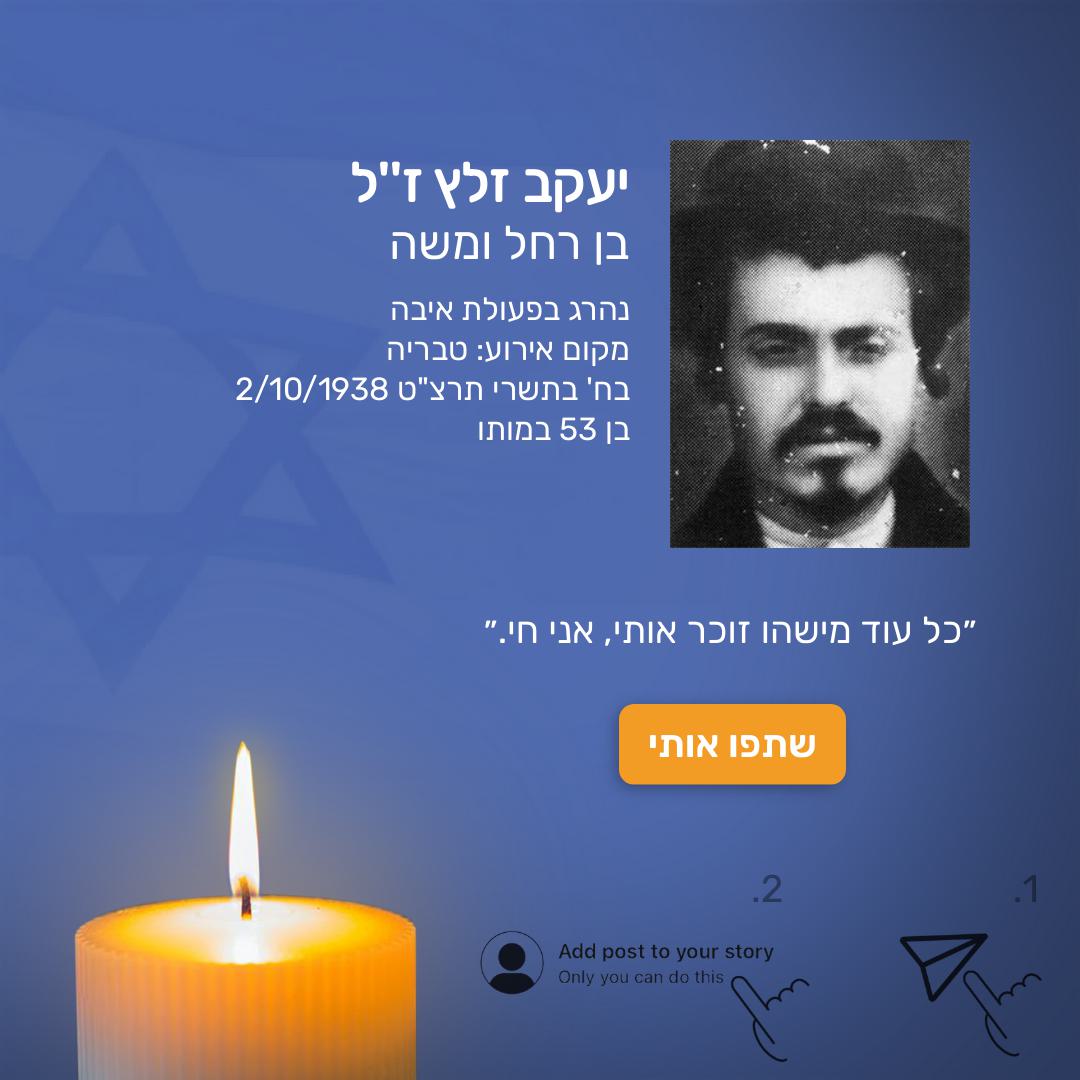 יעקב זלץ ז"ל
בן רחל ומשה
נהרג בפעולת איבה
מקום אירוע: טבריה
בח' בתשרי תרצ"ט 2/10/1938
בן 53 במותו
״כל עוד מישהו זוכר אותי, אני חי.״
שתפו אותי
1.
2.
Add post to your story
Only you can do this